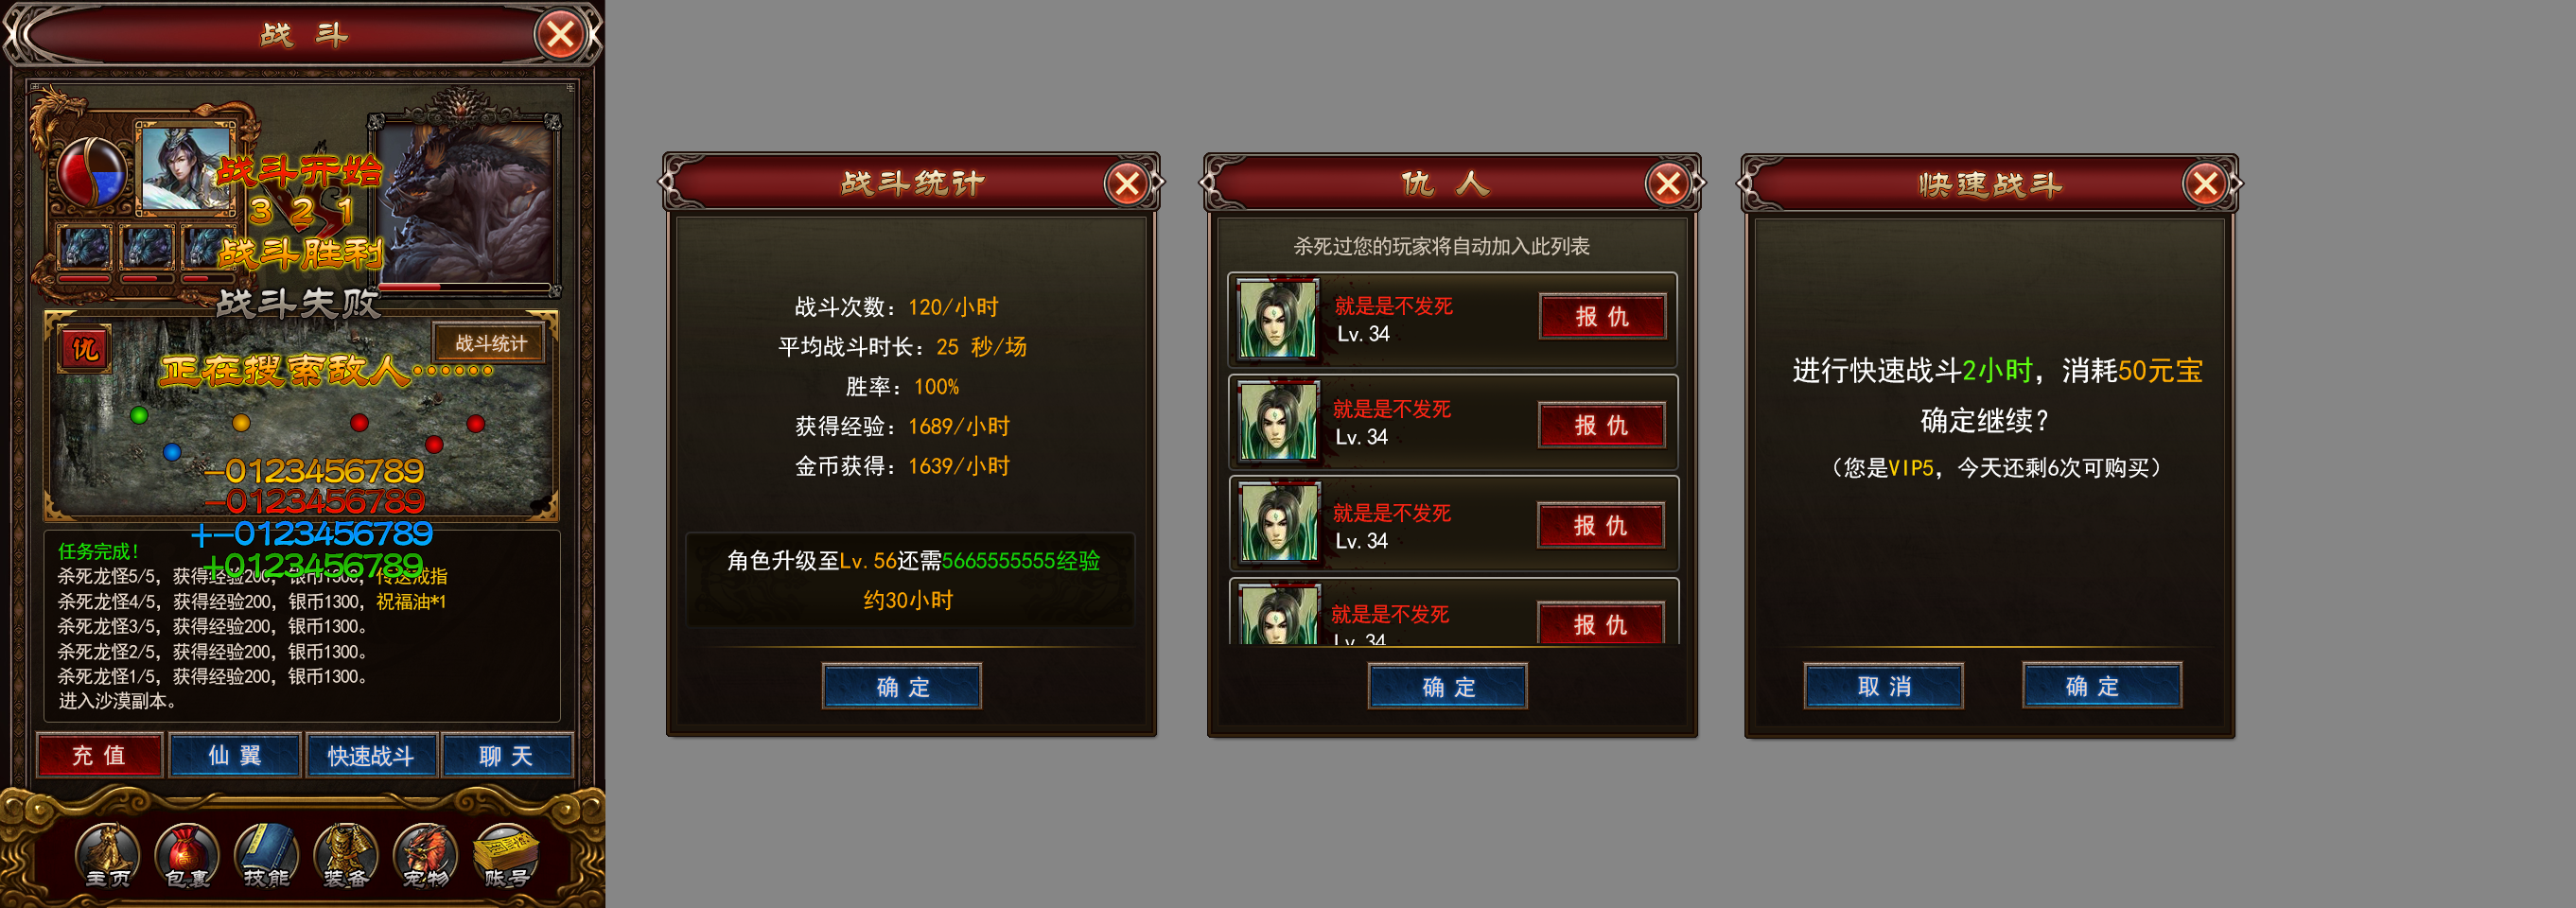 战 斗
战斗开始
3 2 1
VS
战斗胜利
战斗失败
仇
战斗统计
正在搜索敌人······
-0123456789
-0123456789
+-0123456789
+0123456789
任务完成！
杀死龙怪5/5，获得经验200，银币1300，传送戒指
杀死龙怪4/5，获得经验200，银币1300，祝福油*1
杀死龙怪3/5，获得经验200，银币1300。
杀死龙怪2/5，获得经验200，银币1300。
杀死龙怪1/5，获得经验200，银币1300。
进入沙漠副本。
充 值
仙 翼
快速战斗
聊 天
主页
包裹
技能
装备
宠物
账号
战斗统计
战斗次数：120/小时
平均战斗时长：25 秒/场
胜率：100%
获得经验：1689/小时
金币获得：1639/小时
角色升级至Lv.56还需5665555555经验
约30小时
确 定
仇 人
杀死过您的玩家将自动加入此列表
就是是不发死
Lv.34
报 仇
就是是不发死
Lv.34
报 仇
就是是不发死
Lv.34
报 仇
就是是不发死
Lv.34
报 仇
确 定
快速战斗
进行快速战斗2小时，消耗50元宝
确定继续？
（您是VIP5，今天还剩6次可购买）
取 消
确 定